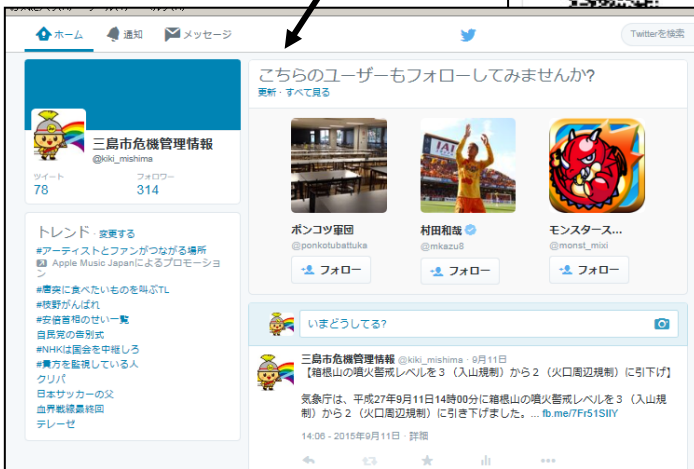 ホーム 通知 メッセージ Twitterを検索
三島市危機管理情報
@kiki_mishima
ツイート フォロワー
78 314
トレンド · 変更する
#アーティストとファンがつながる場所
Apple Music Japanによるプロモーショ
ン
#唐突に食べたいものを叫ぶTL
#枝野がんばれ
#安倍首相のせい一覧
自民党の告別式
#NHKは国会を中継しろ
#貴方を監視している人
クリパ
日本サッカーの父
血界戦線最終回
テレーゼ
こちらのユーザーもフォローしてみませんか?
更新 · すべて見る
ポンコツ軍団
@ponkotubattuka
フォロー
村田和哉
@mkazu8
フォロー
モンスタース...
@monst_mixi
フォロー
いまどうしてる?
三島市危機管理情報 @kiki_mishima · 9月11日
【箱根山の噴火警戒レベルを3（入山規制）から2（火口周辺規制）に引下げ】
気象庁は、平成27年9月11日14時00分に箱根山の噴火警戒レベルを3（入山規
制）から2（火口周辺規制）に引き下げました。... fb.me/7Fr51SIIY
14:06 - 2015年9月11日 · 詳細